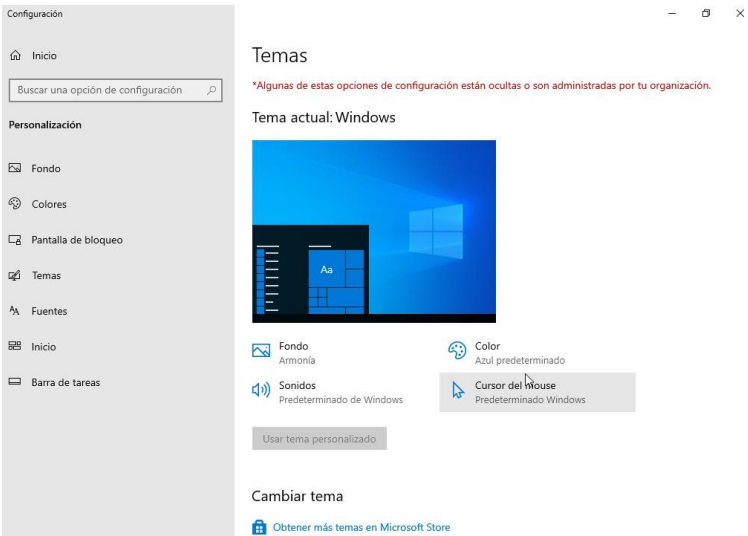 Configuración
Inicio
Buscar una opción de configuración
Personalización
Fondo
Colores
Pantalla de bloqueo
Temas
Fuentes
Inicio
Barra de tareas
Temas
*Algunas de estas opciones de configuración están ocultas o son administradas por tu organización.
Tema actual: Windows
Aa
Fondo
Armonía
Color
Azul predeterminado
Sonidos
Predeterminado de Windows
Cursor del mouse
Predeterminado Windows
Usar tema personalizado
Cambiar tema
Obtener más temas en Microsoft Store